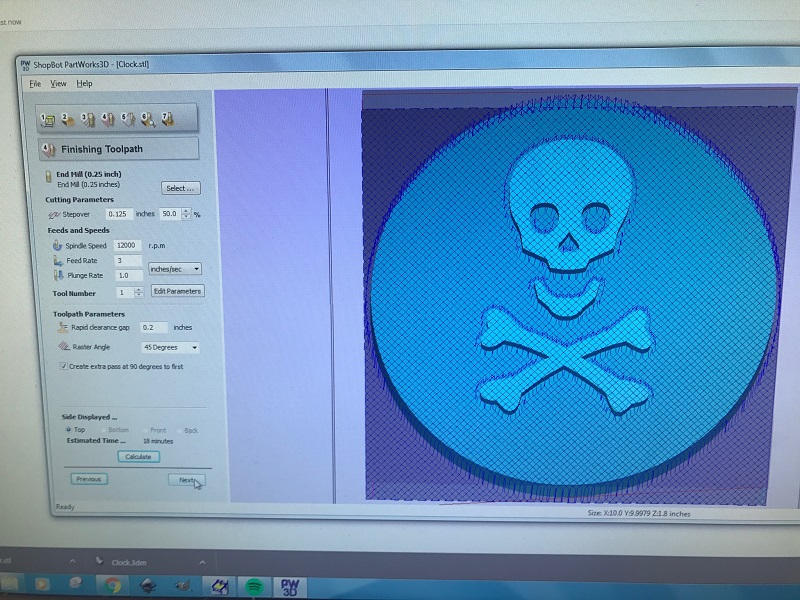 just now
ShopBot PartWorks3D - [Clock.stl]
File View Help
1 2 3 4 5 6 7
4 Finishing Toolpath
End Mill (0.25 inch)
End Mill (0.25 inches)
Select ...
Cutting Parameters
Stepover 0.125 inches 50.0 %
Feeds and Speeds
Spindle Speed 12000 r.p.m
Feed Rate 3
inches/sec
Plunge Rate 1.0
Tool Number 1 Edit Parameters
Toolpath Parameters
Rapid clearance gap 0.2 inches
Raster Angle 45 Degrees
Create extra pass at 90 degrees to first
Side Displayed ...
Top Bottom Front Back
Estimated Time ... 18 minutes
Calculate
Previous Next
Ready
Size: X:10.0 Y:9.9979 Z:1.8 inches
.stl
Clock.3dm
PW
3D